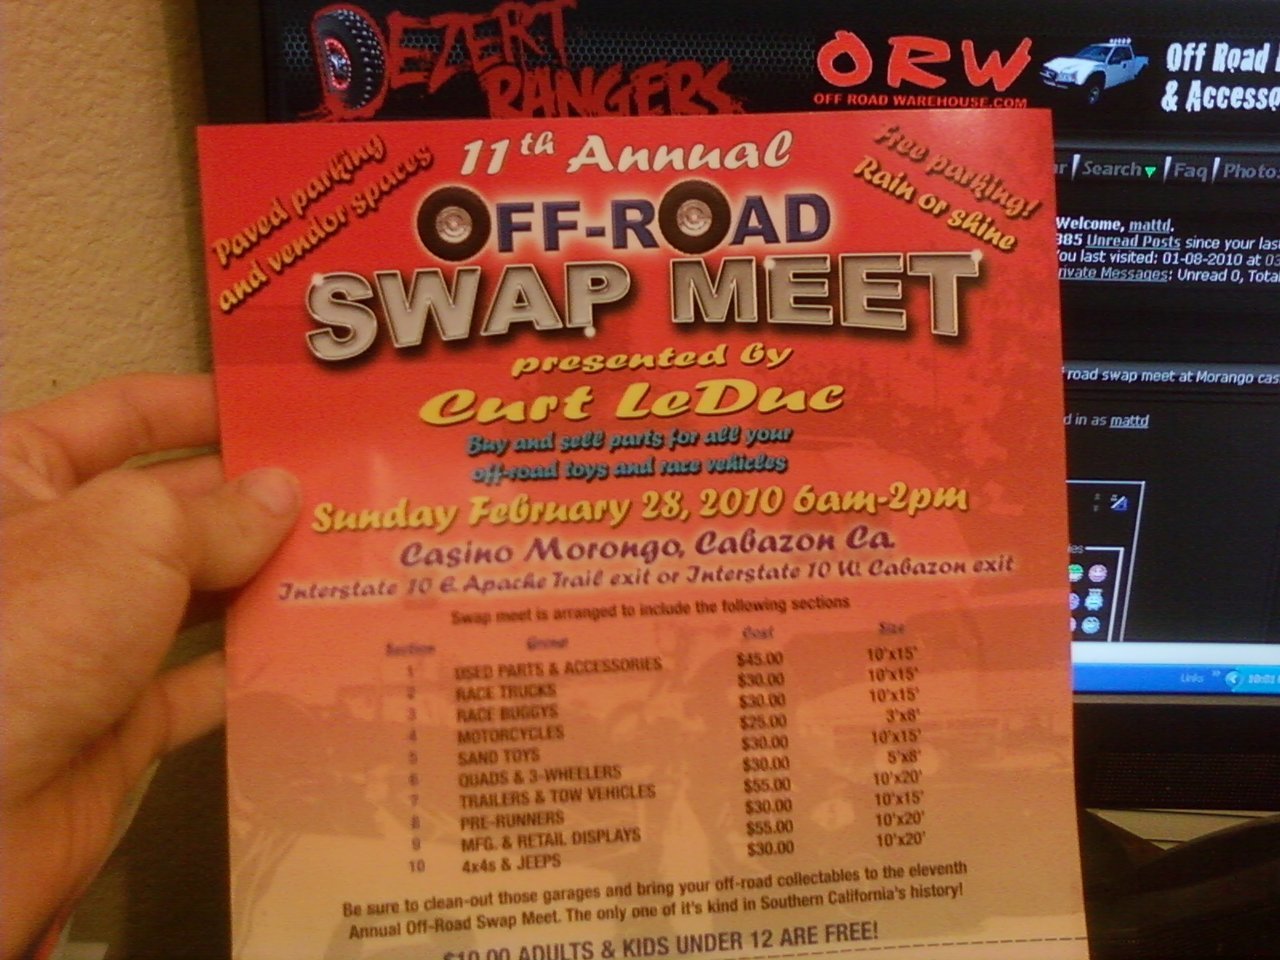 DEZERT RANGERS
ORW
OFF ROAD WAREHOUSE.COM
Off Road
& Accesso
Search
Faq
Photo
Welcome, mattd.
385 Unread Posts since your last
You last visited: 01-08-2010 at 03
Private Messages: Unread 0, Tota
road swap meet at Morango cas
d in as mattd
Links
Paved parking
and vendor spaces
11th Annual
Free parking!
Rain or shine
OFF-ROAD
SWAP MEET
presented by
Curt LeDuc
Buy and sell parts for all your
off-road toys and race vehicles
Sunday February 28, 2010 6am-2pm
Casino Morongo, Cabazon Ca.
Interstate 10 E. Apache Trail exit or Interstate 10 W. Cabazon exit
Swap meet is arranged to include the following sections
Section Group Cost Size
1 USED PARTS & ACCESSORIES $45.00 10'x15'
2 RACE TRUCKS $30.00 10'x15'
3 RACE BUGGYS $30.00 10'x15'
4 MOTORCYCLES $25.00 3'x8'
5 SAND TOYS $30.00 10'x15'
6 QUADS & 3-WHEELERS $30.00 5'x8'
7 TRAILERS & TOW VEHICLES $55.00 10'x20'
8 PRE-RUNNERS $30.00 10'x15'
9 MFG. & RETAIL DISPLAYS $55.00 10'x20'
10 4x4s & JEEPS $30.00 10'x20'
Be sure to clean-out those garages and bring your off-road collectables to the eleventh
Annual Off-Road Swap Meet. The only one of it's kind in Southern California's history!
$10.00 ADULTS & KIDS UNDER 12 ARE FREE!